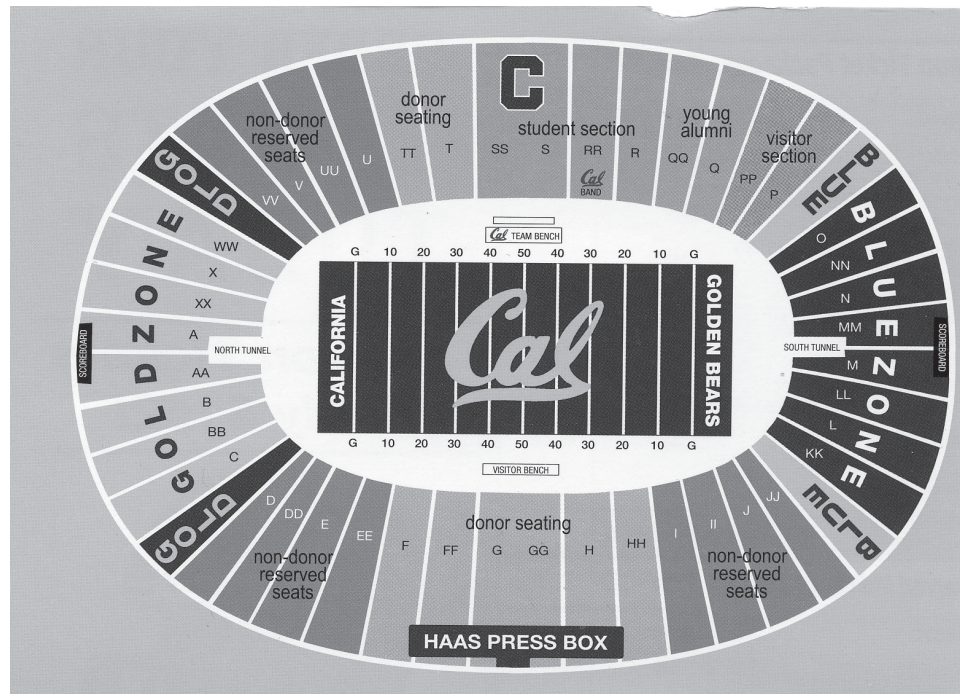 C
non-donor
reserved
seats
donor
seating
student section
young
alumni
visitor
section
VV
V
UU
U
TT
T
SS
S
RR
R
QQ
Q
PP
P
Cal
BAND
GOLD
BLUE
GOLD ZONE
BLUE ZONE
WW
X
XX
A
AA
B
BB
C
O
NN
N
MM
M
LL
L
KK
Cal TEAM BENCH
G 10 20 30 40 50 40 30 20 10 G
SCOREBOARD
NORTH TUNNEL
CALIFORNIA
Cal
GOLDEN BEARS
SOUTH TUNNEL
SCOREBOARD
G 10 20 30 40 50 40 30 20 10 G
VISITOR BENCH
GOLD
BLUE
D
DD
E
EE
F
FF
G
GG
H
HH
I
II
J
JJ
non-donor
reserved
seats
donor seating
non-donor
reserved
seats
HAAS PRESS BOX